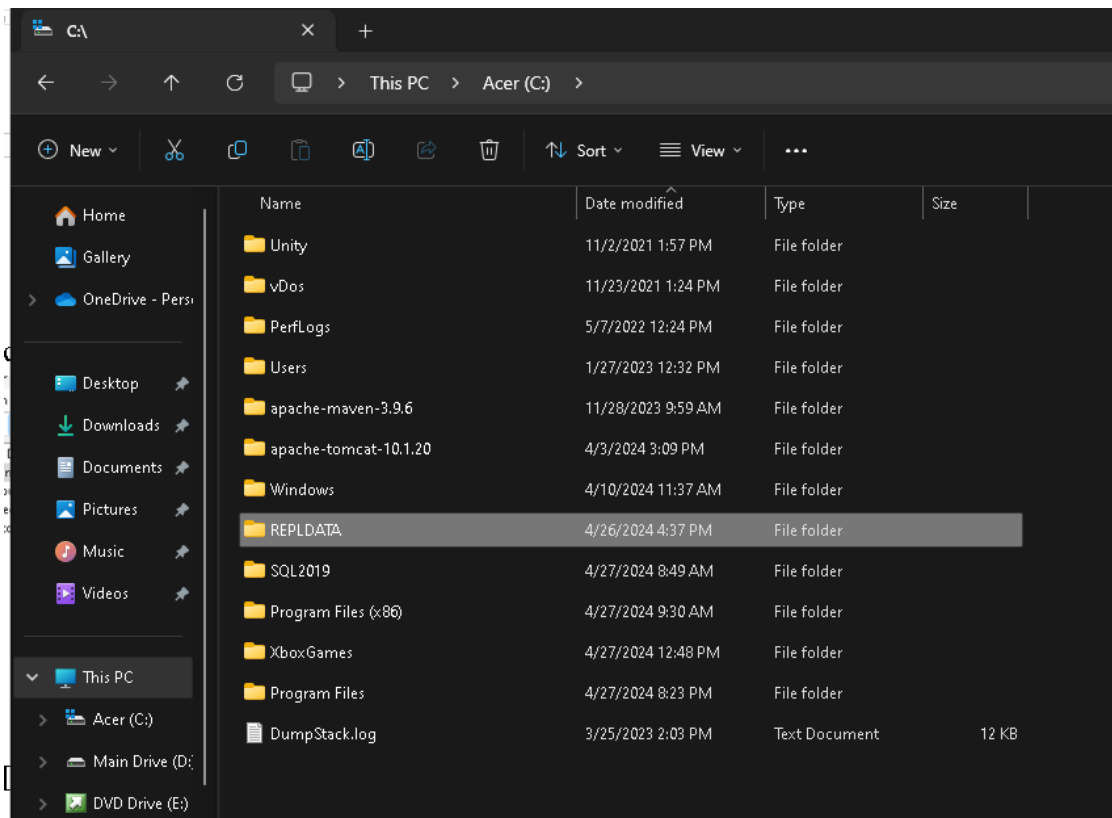 C:\
This PC > Acer (C:) >
New
Sort
View
Name Date modified Type Size
Home
Gallery
OneDrive - Pers
Desktop
Downloads
Documents
Pictures
Music
Videos
This PC
Acer (C:)
Main Drive (D:
DVD Drive (E:)
Unity 11/2/2021 1:57 PM File folder
vDos 11/23/2021 1:24 PM File folder
PerfLogs 5/7/2022 12:24 PM File folder
Users 1/27/2023 12:32 PM File folder
apache-maven-3.9.6 11/28/2023 9:59 AM File folder
apache-tomcat-10.1.20 4/3/2024 3:09 PM File folder
Windows 4/10/2024 11:37 AM File folder
REPLDATA 4/26/2024 4:37 PM File folder
SQL2019 4/27/2024 8:49 AM File folder
Program Files (x86) 4/27/2024 9:30 AM File folder
XboxGames 4/27/2024 12:48 PM File folder
Program Files 4/27/2024 8:23 PM File folder
DumpStack.log 3/25/2023 2:03 PM Text Document 12 KB